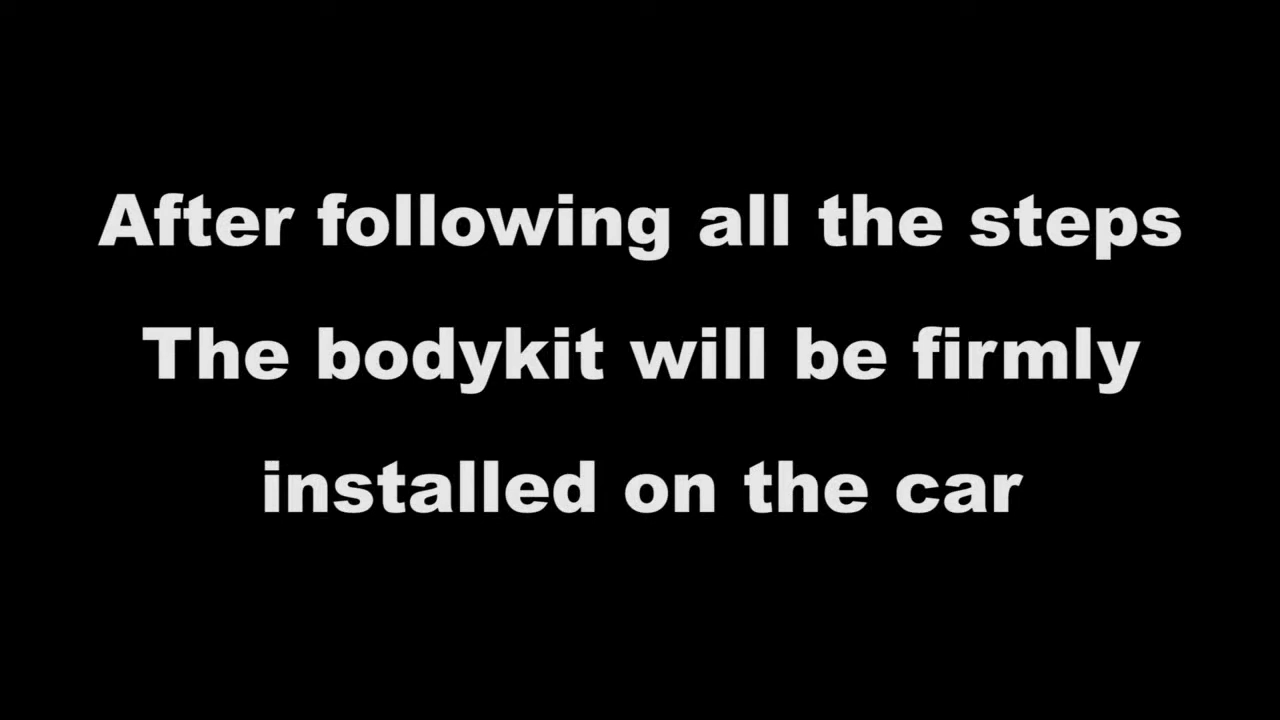 After following all the steps
The bodykit will be firmly
installed on the car